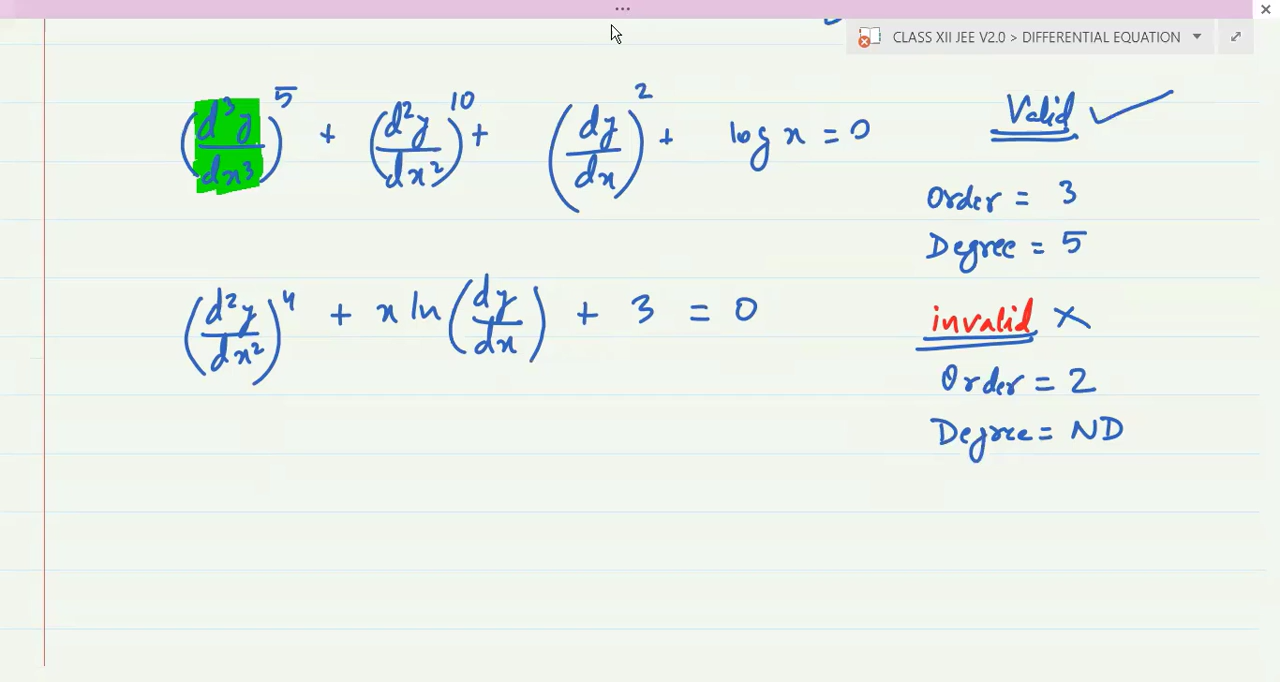 ...
CLASS XII JEE V2.0 > DIFFERENTIAL EQUATION
(d³y/dx³)⁵ + (d²y/dx²)¹⁰ + (dy/dx)² + log x = 0
Valid ✓
Order = 3
Degree = 5
(d²y/dx²)⁴ + x ln(dy/dx) + 3 = 0
invalid ×
Order = 2
Degree = ND